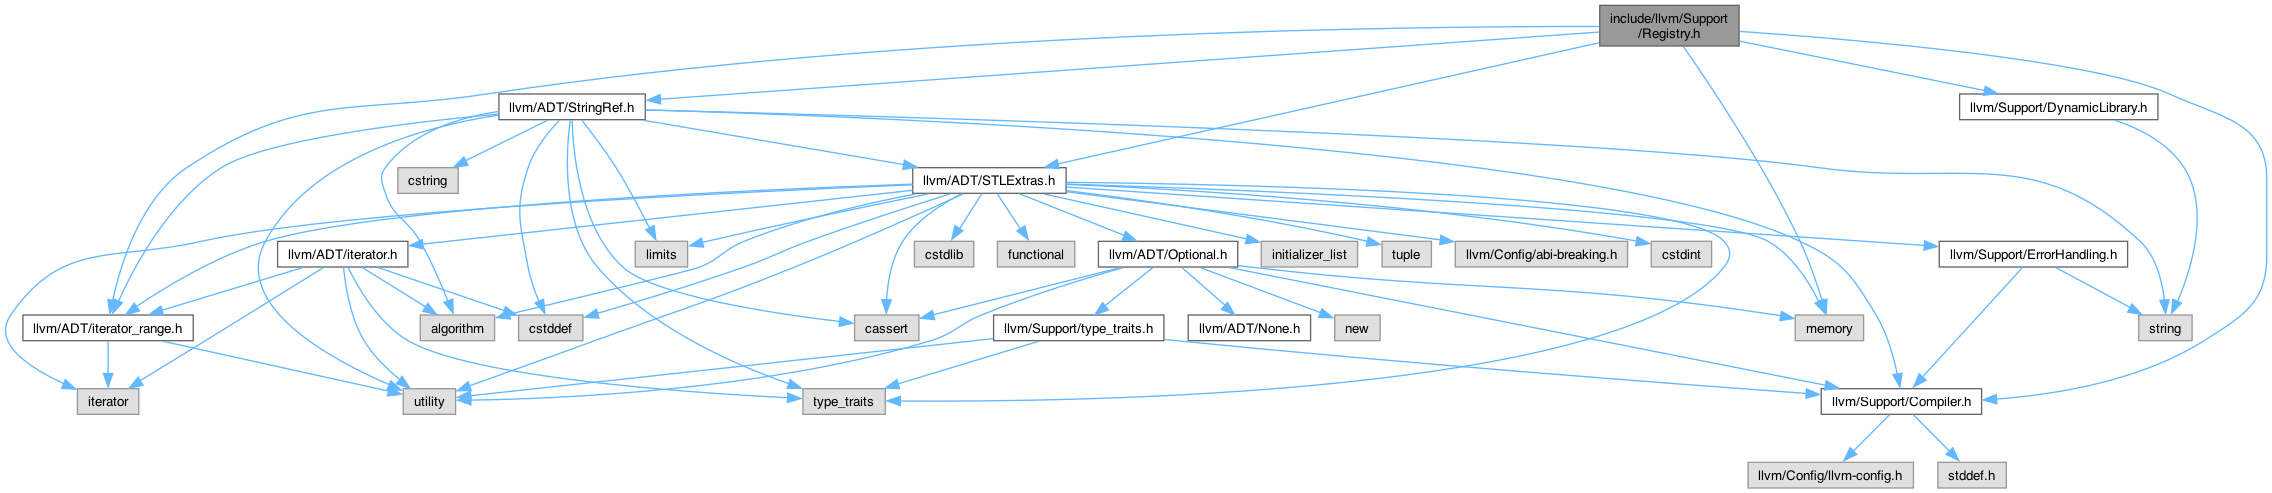 include/llvm/Support
/Registry.h
llvm/ADT/StringRef.h
llvm/Support/DynamicLibrary.h
cstring
llvm/ADT/STLExtras.h
llvm/ADT/iterator.h
limits
cstdlib
functional
llvm/ADT/Optional.h
initializer_list
tuple
llvm/Config/abi-breaking.h
cstdint
llvm/Support/ErrorHandling.h
llvm/ADT/iterator_range.h
algorithm
cstddef
cassert
llvm/Support/type_traits.h
llvm/ADT/None.h
new
memory
string
iterator
utility
type_traits
llvm/Support/Compiler.h
llvm/Config/llvm-config.h
stddef.h